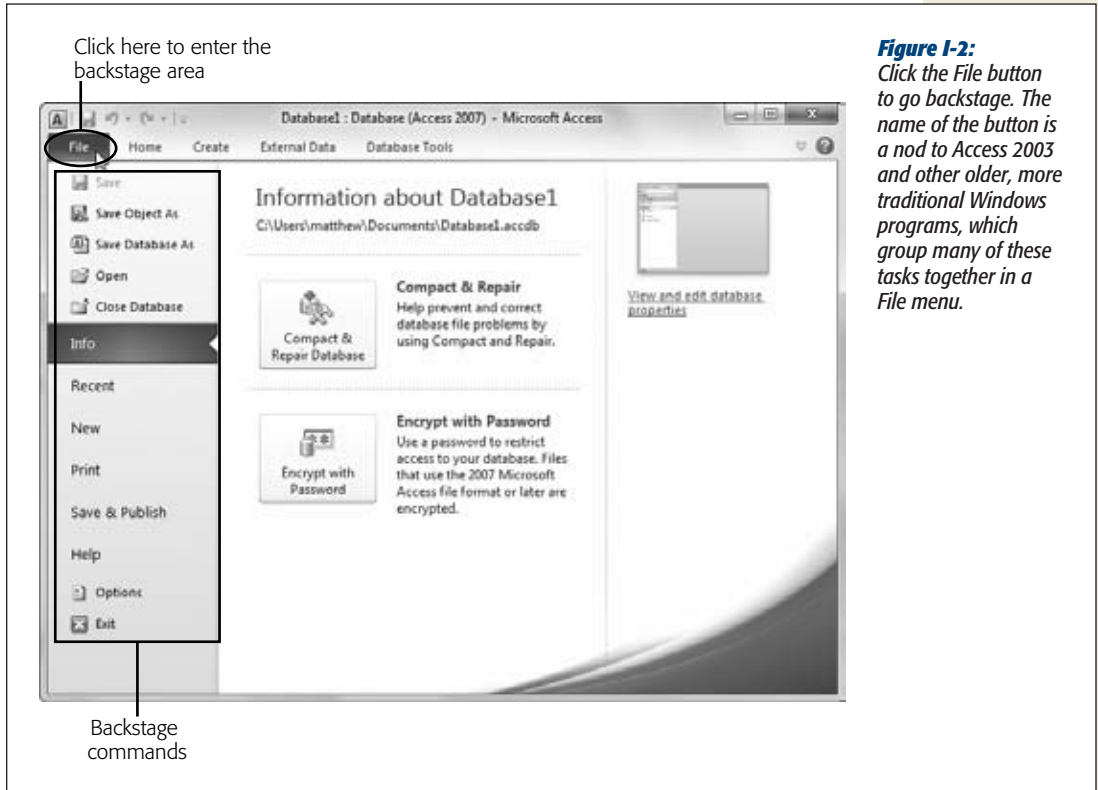 Click here to enter the
backstage area
Figure I-2:
Click the File button
to go backstage. The
name of the button is
a nod to Access 2003
and other older, more
traditional Windows
programs, which
group many of these
tasks together in a
File menu.
A
Database1 : Database (Access 2007) - Microsoft Access
File Home Create External Data Database Tools
Save
Save Object As
Save Database As
Open
Close Database
Info
Recent
New
Print
Save & Publish
Help
Options
Exit
Information about Database1
C:\Users\matthew\Documents\Database1.accdb
Compact &
Repair Database
Compact & Repair
Help prevent and correct
database file problems by
using Compact and Repair.
Encrypt with
Password
Encrypt with Password
Use a password to restrict
access to your database. Files
that use the 2007 Microsoft
Access file format or later are
encrypted.
View and edit database
properties
Backstage
commands